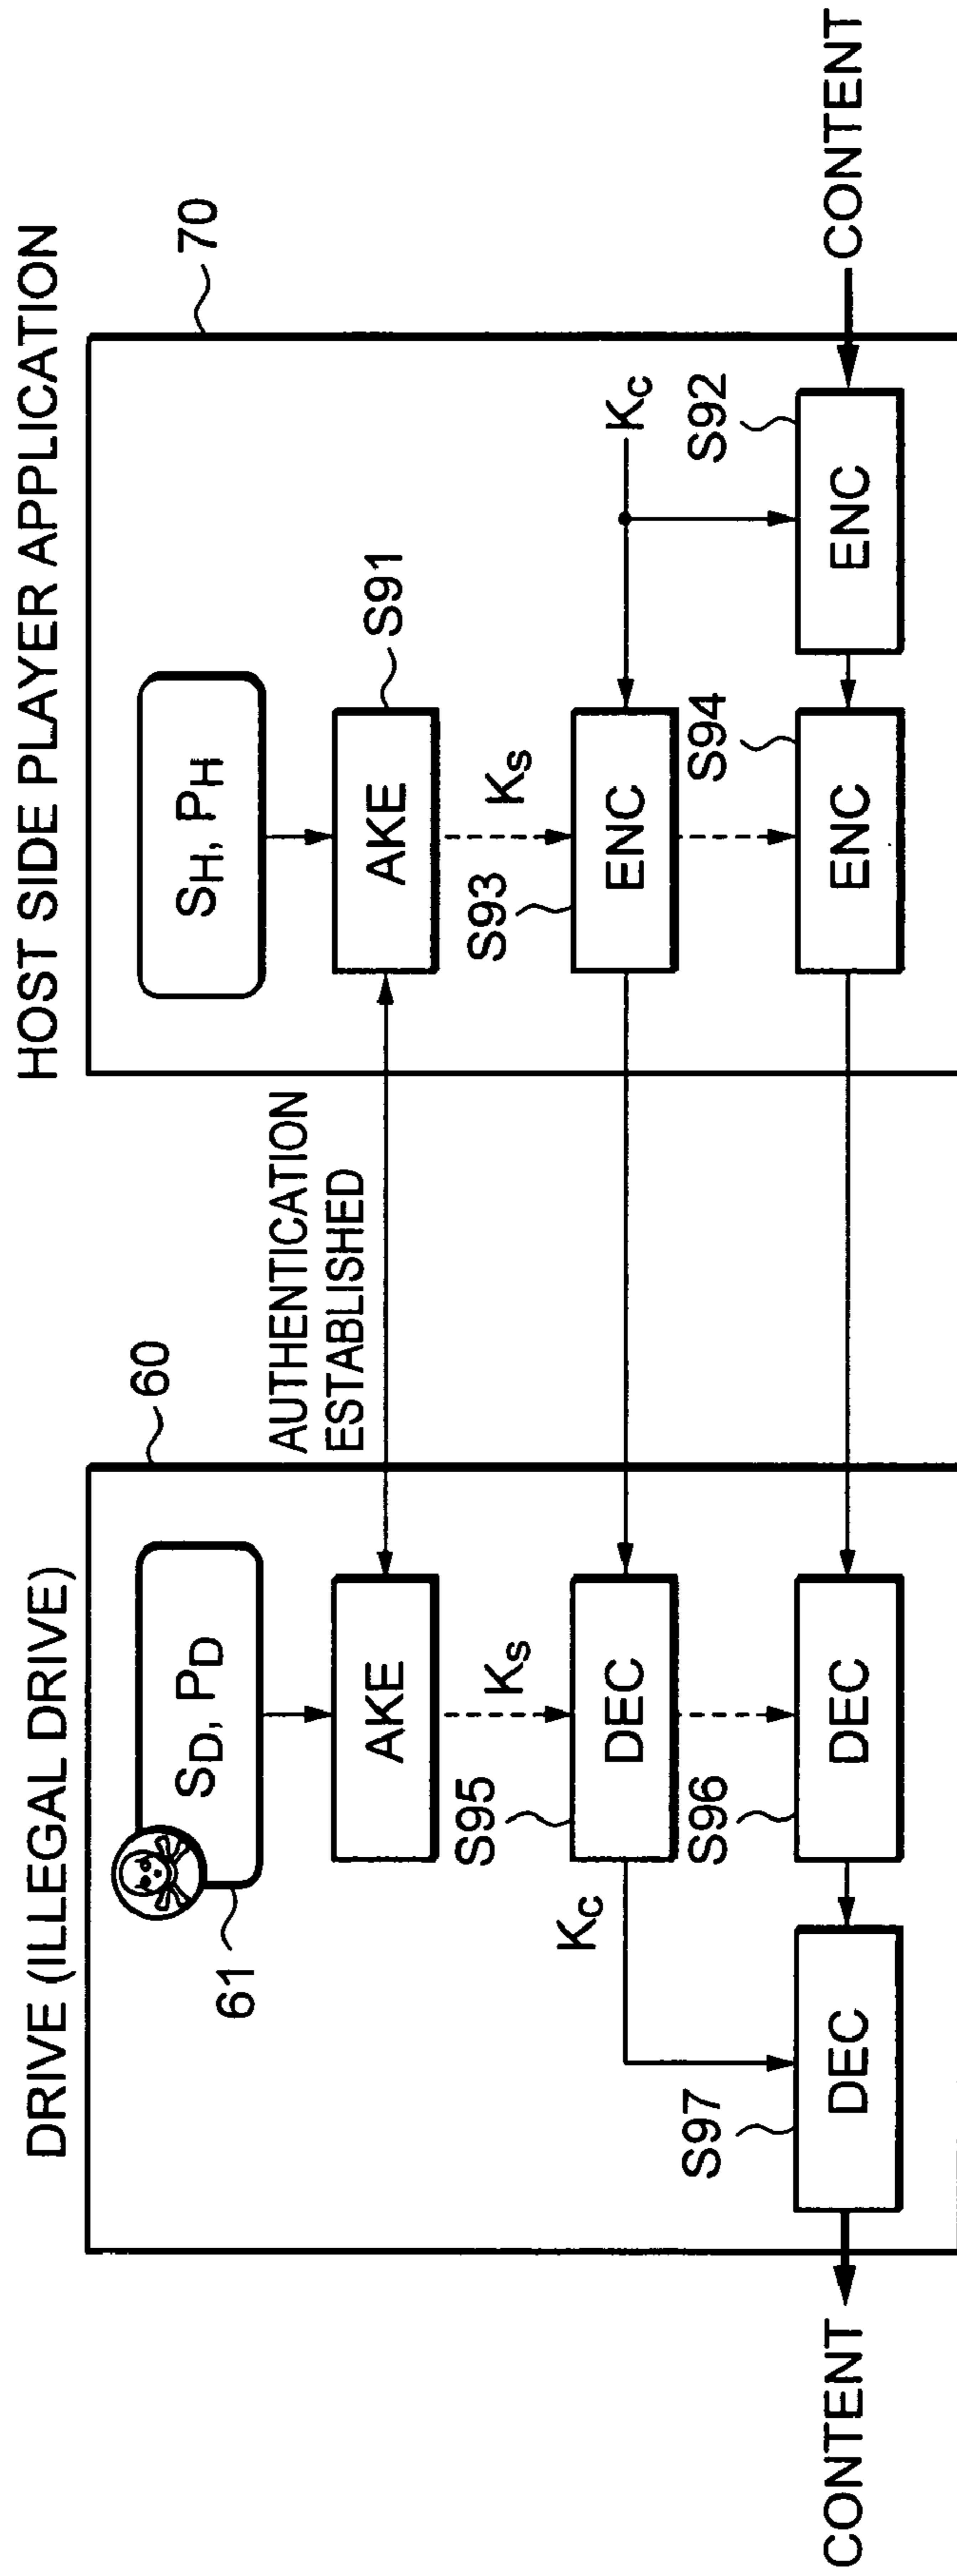 DRIVE (ILLEGAL DRIVE)
HOST SIDE PLAYER APPLICATION
60
70
61
SD, PD
SH, PH
AUTHENTICATION
ESTABLISHED
AKE
AKE
S91
Ks
Ks
S95
DEC
S93
ENC
Kc
Kc
S96
DEC
S94
ENC
S92
ENC
S97
DEC
CONTENT
CONTENT